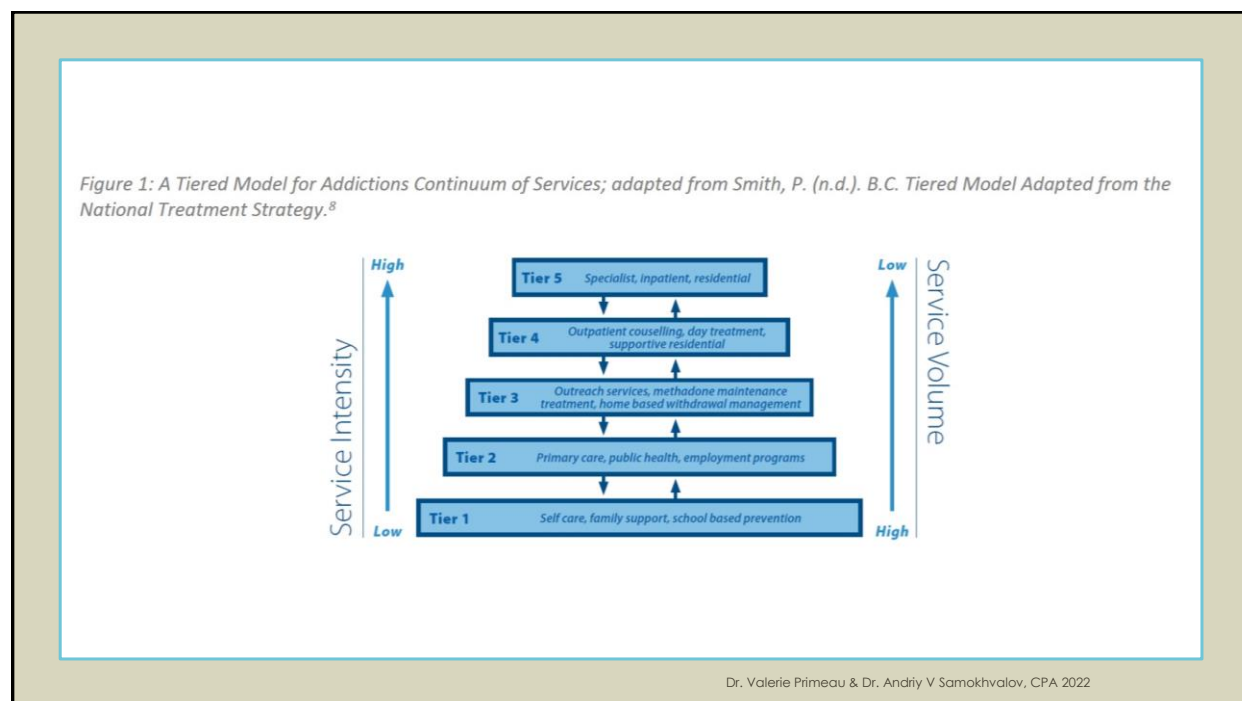 Figure 1: A Tiered Model for Addictions Continuum of Services; adapted from Smith, P. (n.d.). B.C. Tiered Model Adapted from the
National Treatment Strategy.⁸
Service Intensity
High
Low
Tier 5 Specialist, inpatient, residential
Tier 4 Outpatient couselling, day treatment,
supportive residential
Tier 3 Outreach services, methadone maintenance
treatment, home based withdrawal management
Tier 2 Primary care, public health, employment programs
Tier 1 Self care, family support, school based prevention
Low
High
Service Volume
Dr. Valerie Primeau & Dr. Andriy V Samokhvalov, CPA 2022